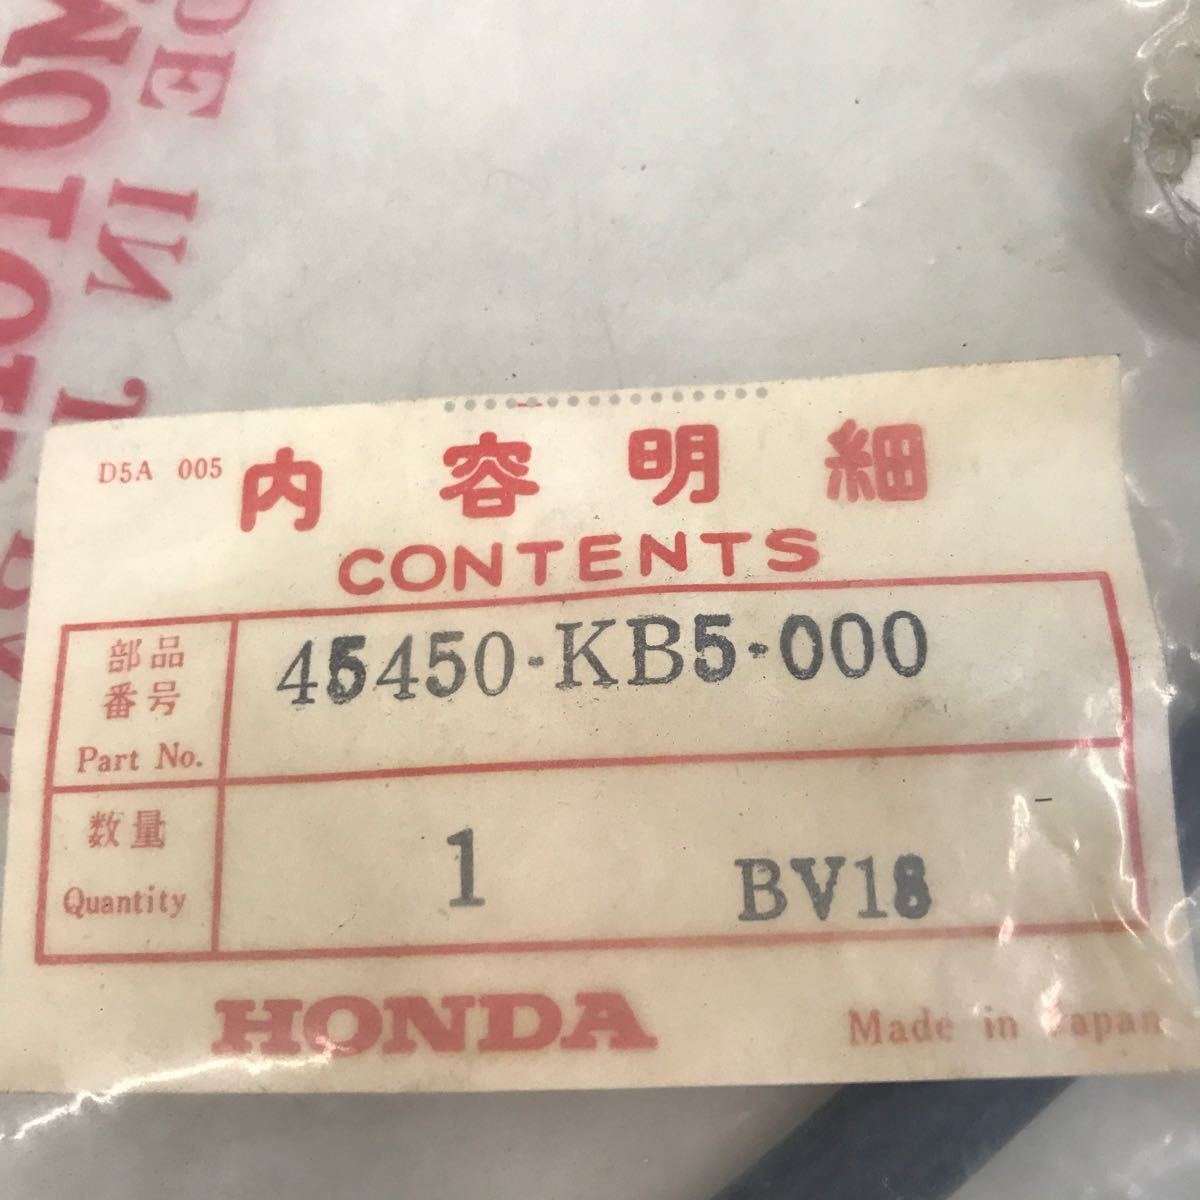 D5A 005
内容明細
CONTENTS
部品
番号
Part No.
45450-KB5-000
数量
Quantity
1
BV18
HONDA
Made in Japan